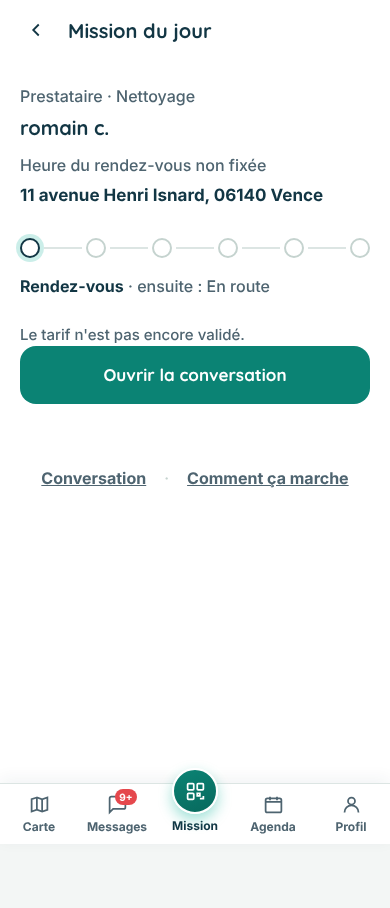 Mission du jour
Prestataire · Nettoyage
romain c.
Heure du rendez-vous non fixée
11 avenue Henri Isnard, 06140 Vence
Rendez-vous · ensuite : En route
Le tarif n'est pas encore validé.
Ouvrir la conversation
Conversation · Comment ça marche
9+
Carte Messages Mission Agenda Profil